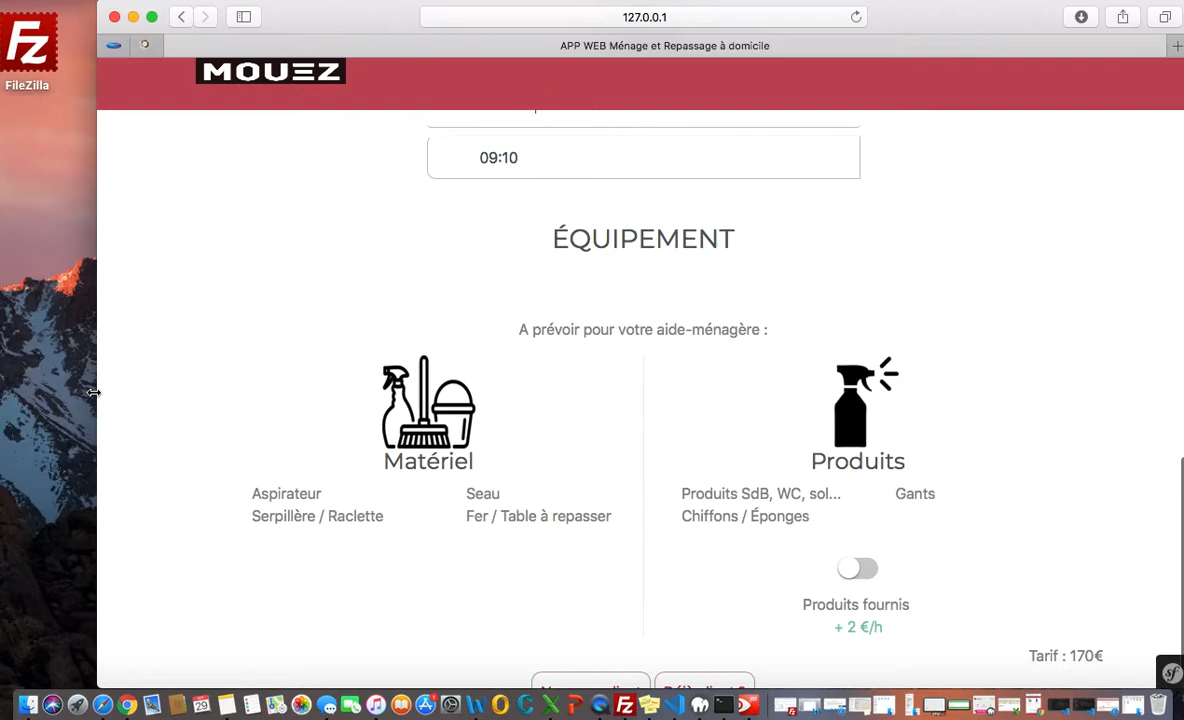 127.0.0.1
APP WEB Ménage et Repassage à domicile
FileZilla
MOUEZ
09:10
ÉQUIPEMENT
A prévoir pour votre aide-ménagère :
Matériel
Produits
Aspirateur
Seau
Serpillère / Raclette
Fer / Table à repasser
Produits SdB, WC, sol...
Gants
Chiffons / Éponges
Produits fournis
+ 2 €/h
Tarif : 170€
sf
29